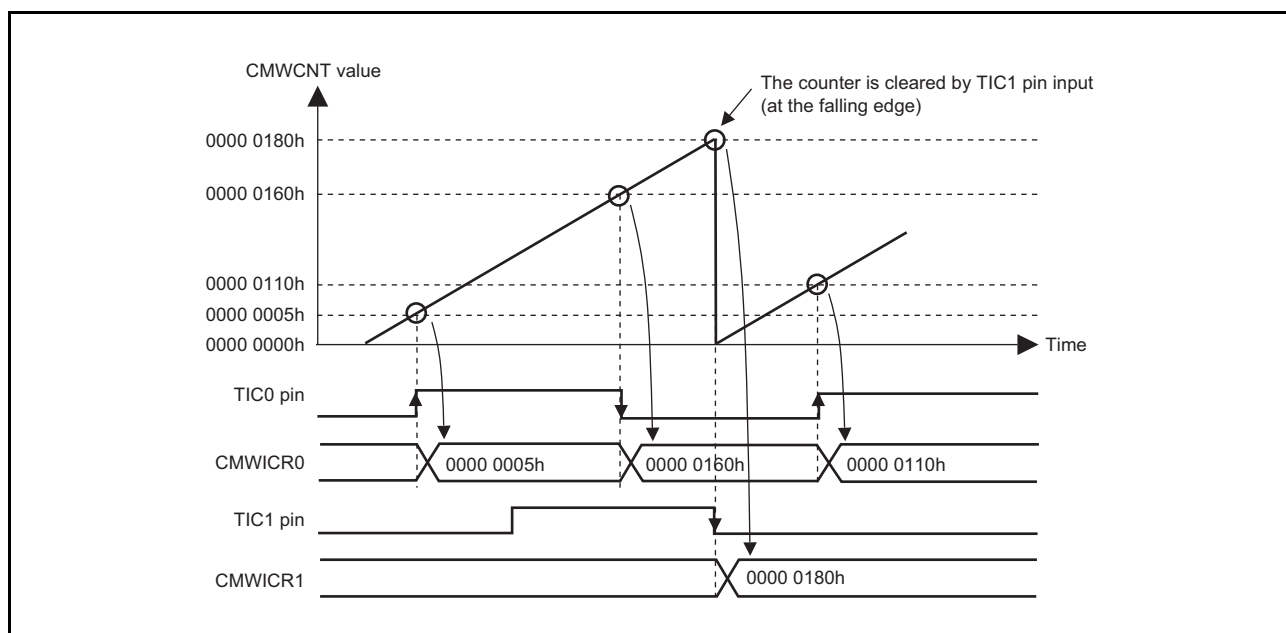 CMWCNT value
The counter is cleared by TIC1 pin input
(at the falling edge)
0000 0180h
0000 0160h
0000 0110h
0000 0005h
0000 0000h
Time
TIC0 pin
CMWICR0
0000 0005h
0000 0160h
0000 0110h
TIC1 pin
CMWICR1
0000 0180h